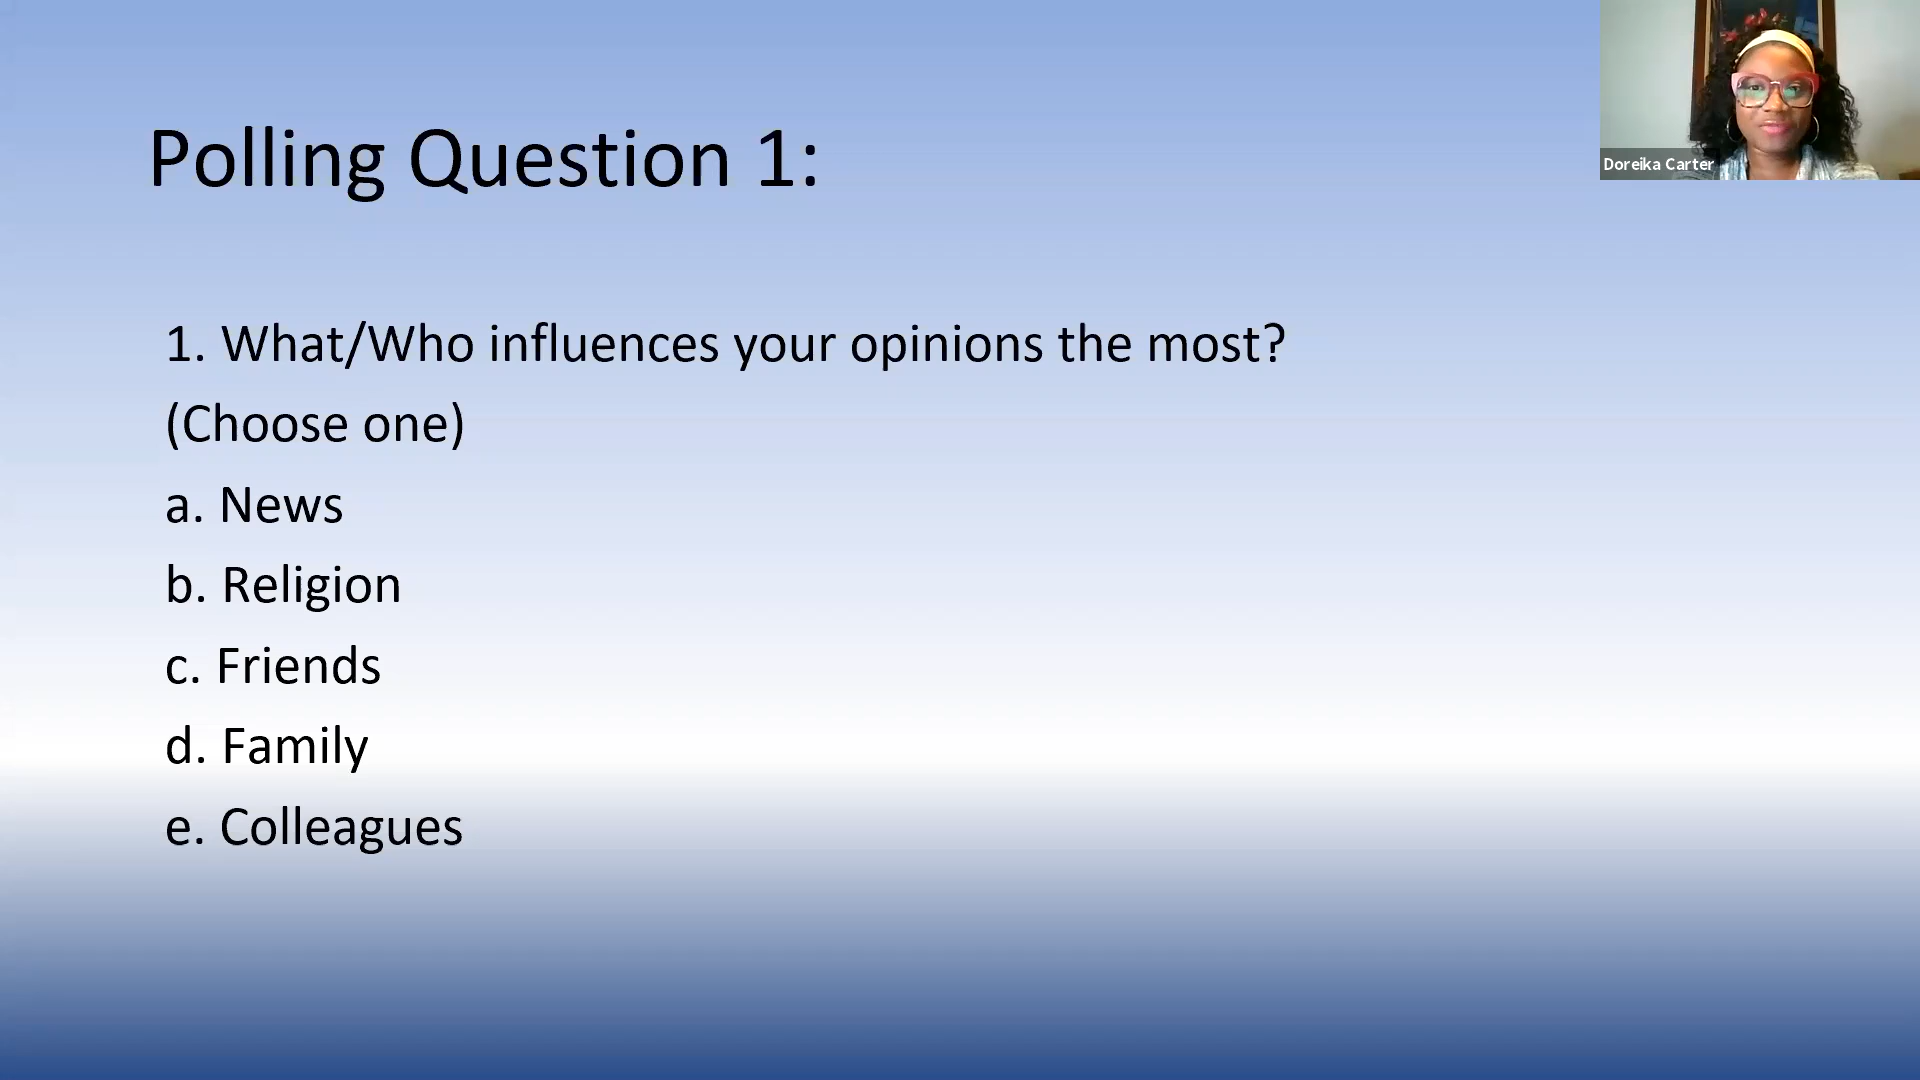 Polling Question 1:
Doreika Carter
1. What/Who influences your opinions the most?
(Choose one)
a. News
b. Religion
c. Friends
d. Family
e. Colleagues